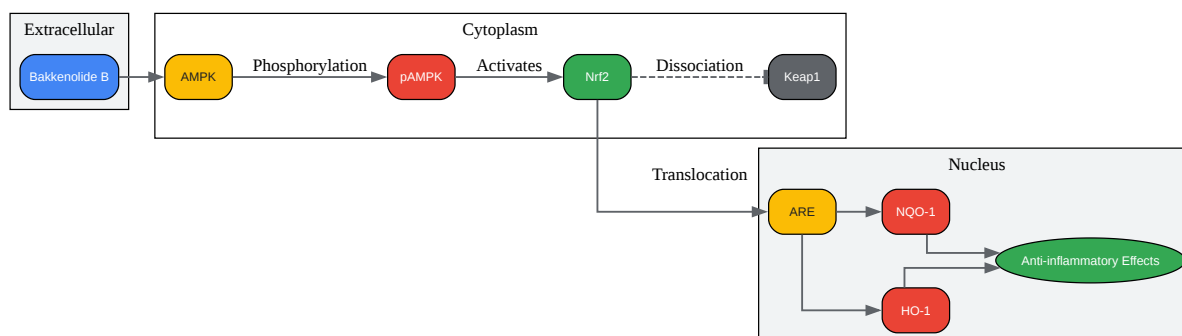 Extracellular
Cytoplasm
Bakkenolide B
AMPK
Phosphorylation
pAMPK
Activates
Nrf2
Dissociation
Keap1
Translocation
Nucleus
ARE
NQO-1
Anti-inflammatory Effects
HO-1